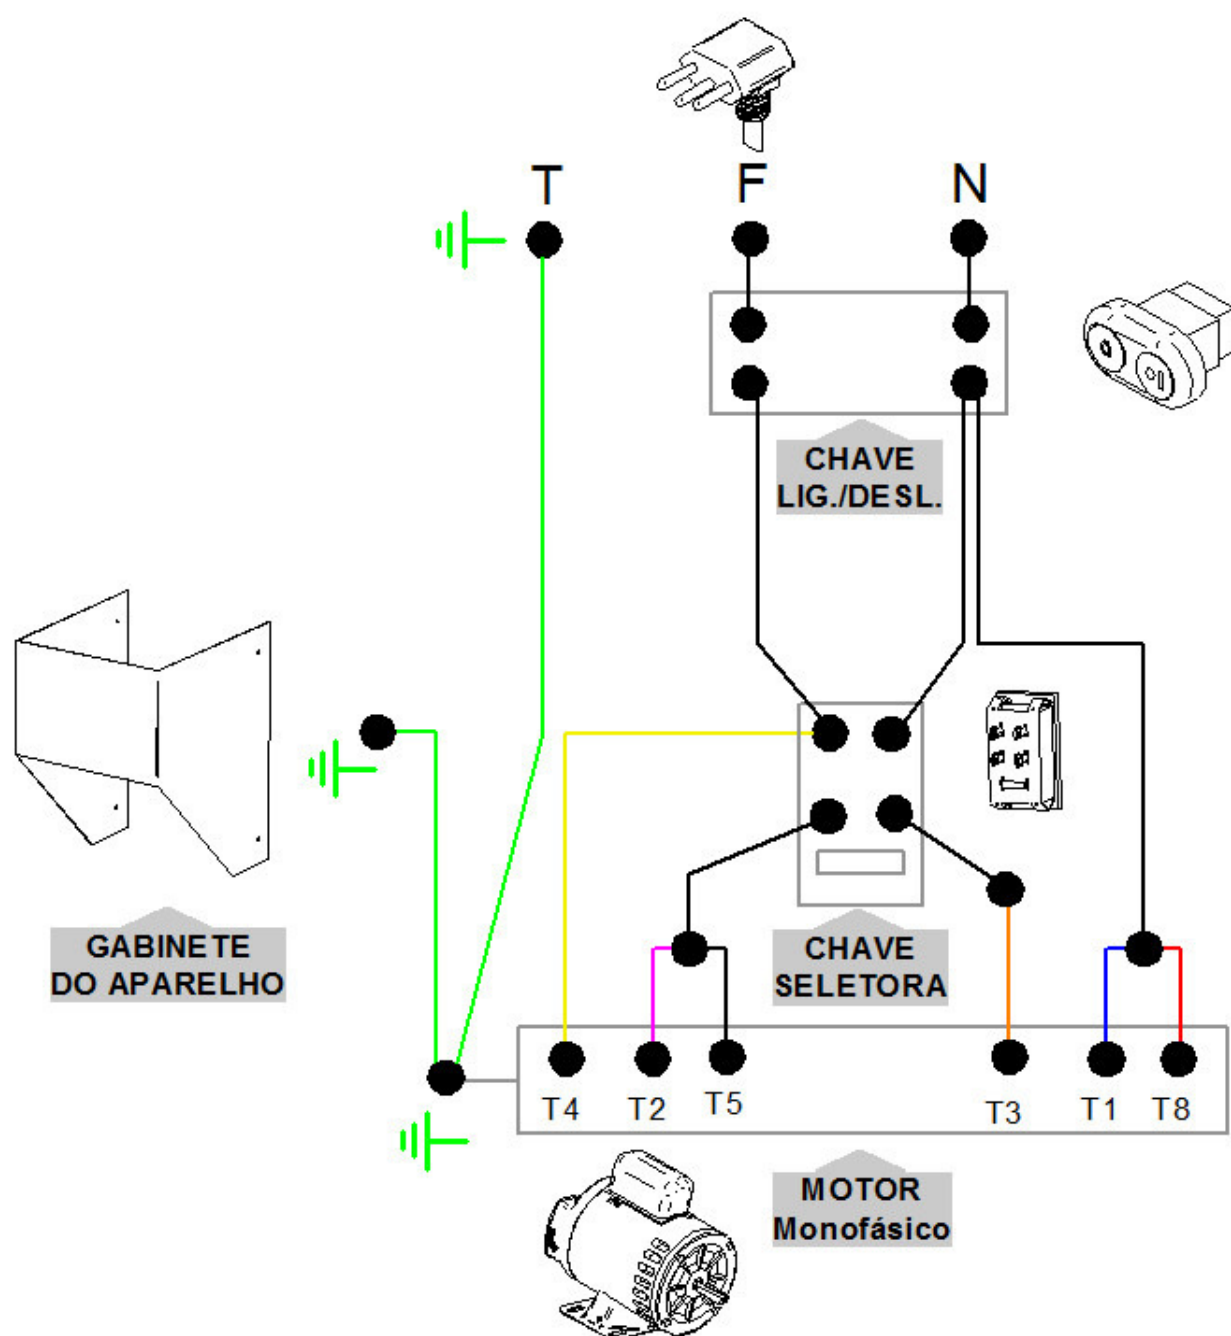 T F N
CHAVE
LIG./DESL.
GABINETE
DO APARELHO
CHAVE
SELETORA
T4 T2 T5 T3 T1 T8
MOTOR
Monofásico